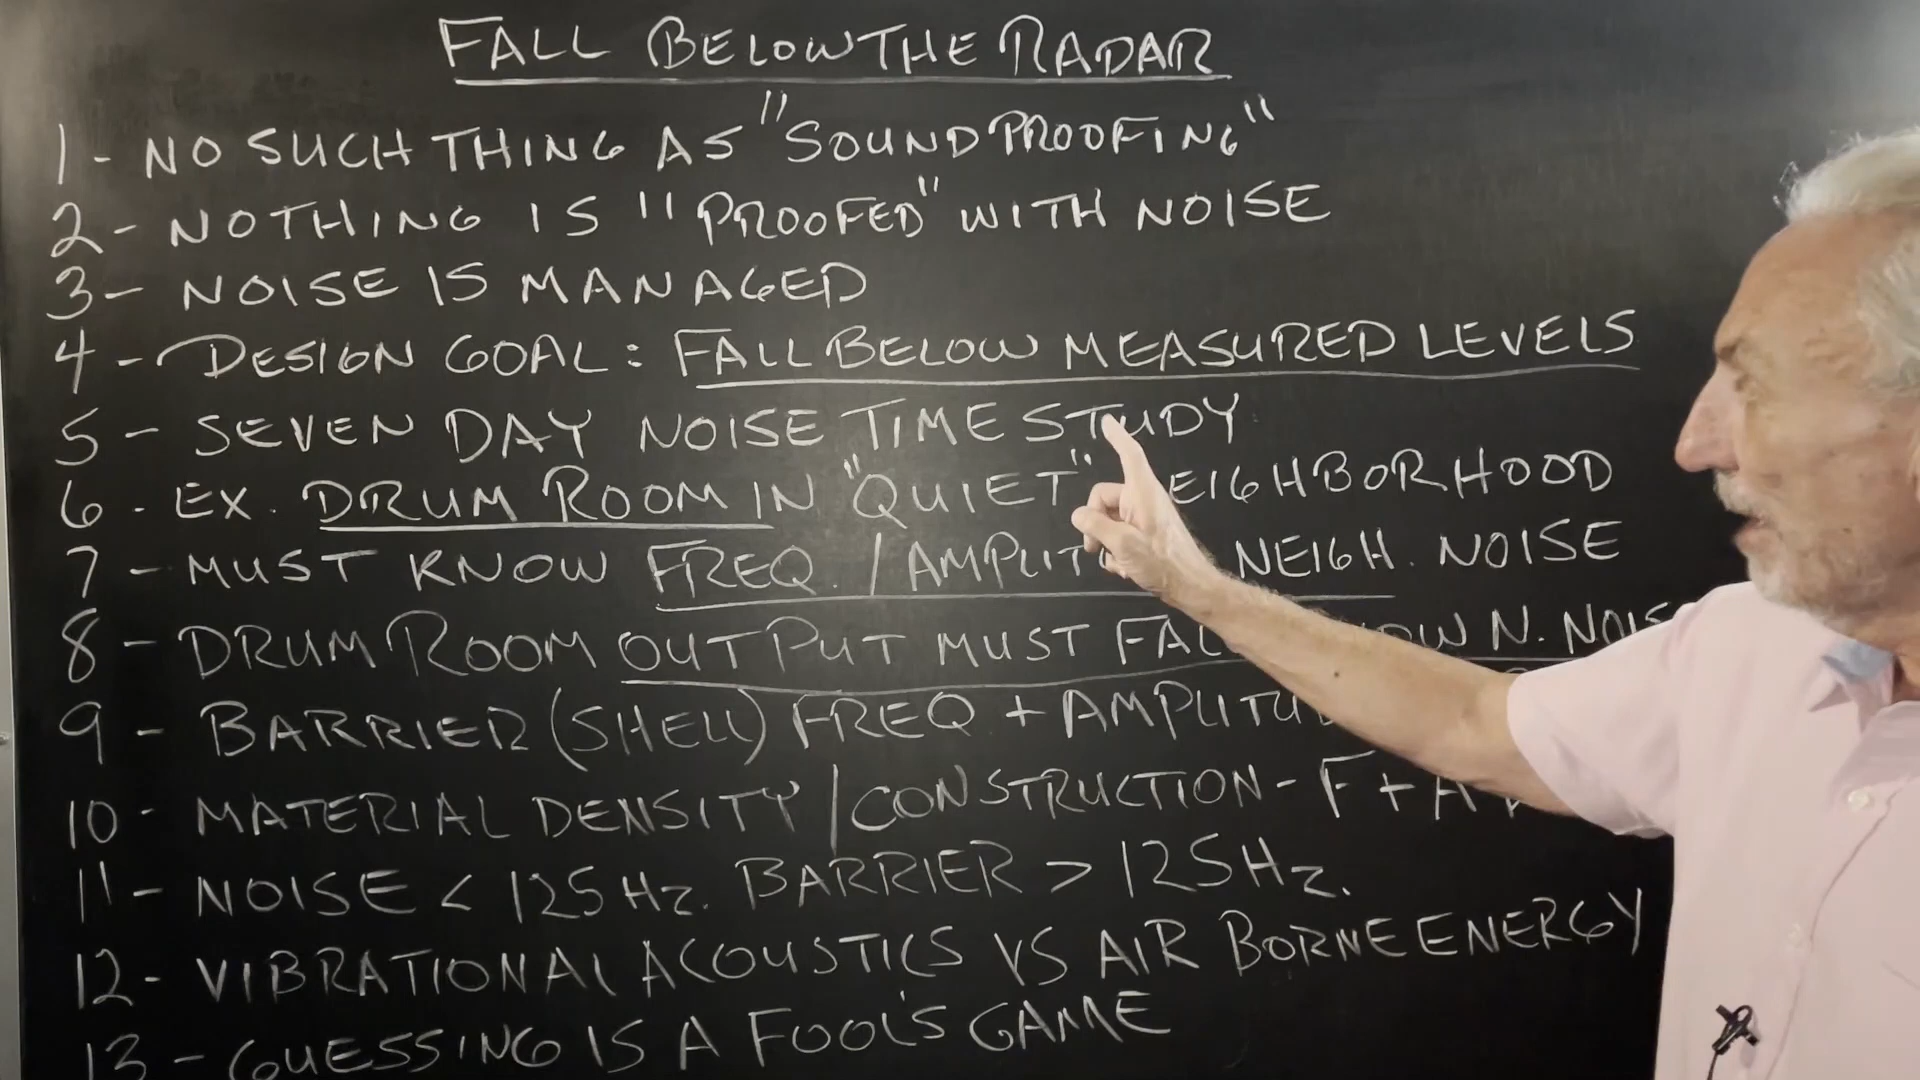 FALL BELOW THE RADAR
1 - NO SUCH THING AS "SOUNDPROOFING"
2 - NOTHING IS "PROOFED" WITH NOISE
3 - NOISE IS MANAGED
4 - DESIGN GOAL: FALL BELOW MEASURED LEVELS
5 - SEVEN DAY NOISE TIME STUDY
6 - EX. DRUM ROOM IN "QUIET" EIGHBORHOOD
7 - MUST KNOW FREQ. / AMPLIT NEIGH. NOISE
8 - DRUM ROOM OUTPUT MUST FAL OW N. NOIS
9 - BARRIER (SHELL) FREQ + AMPLITU
10 - MATERIAL DENSITY / CONSTRUCTION - F + A
11 - NOISE < 125 HZ. BARRIER > 125 HZ.
12 - VIBRATIONAL ACOUSTICS VS AIR BORNE ENERGY
13 - GUESSING IS A FOOL'S GAME